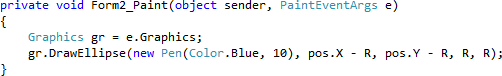 private void Form2_Paint(object sender, PaintEventArgs e)
{
    Graphics gr = e.Graphics;
    gr.DrawEllipse(new Pen(Color.Blue, 10), pos.X - R, pos.Y - R, R, R);
}